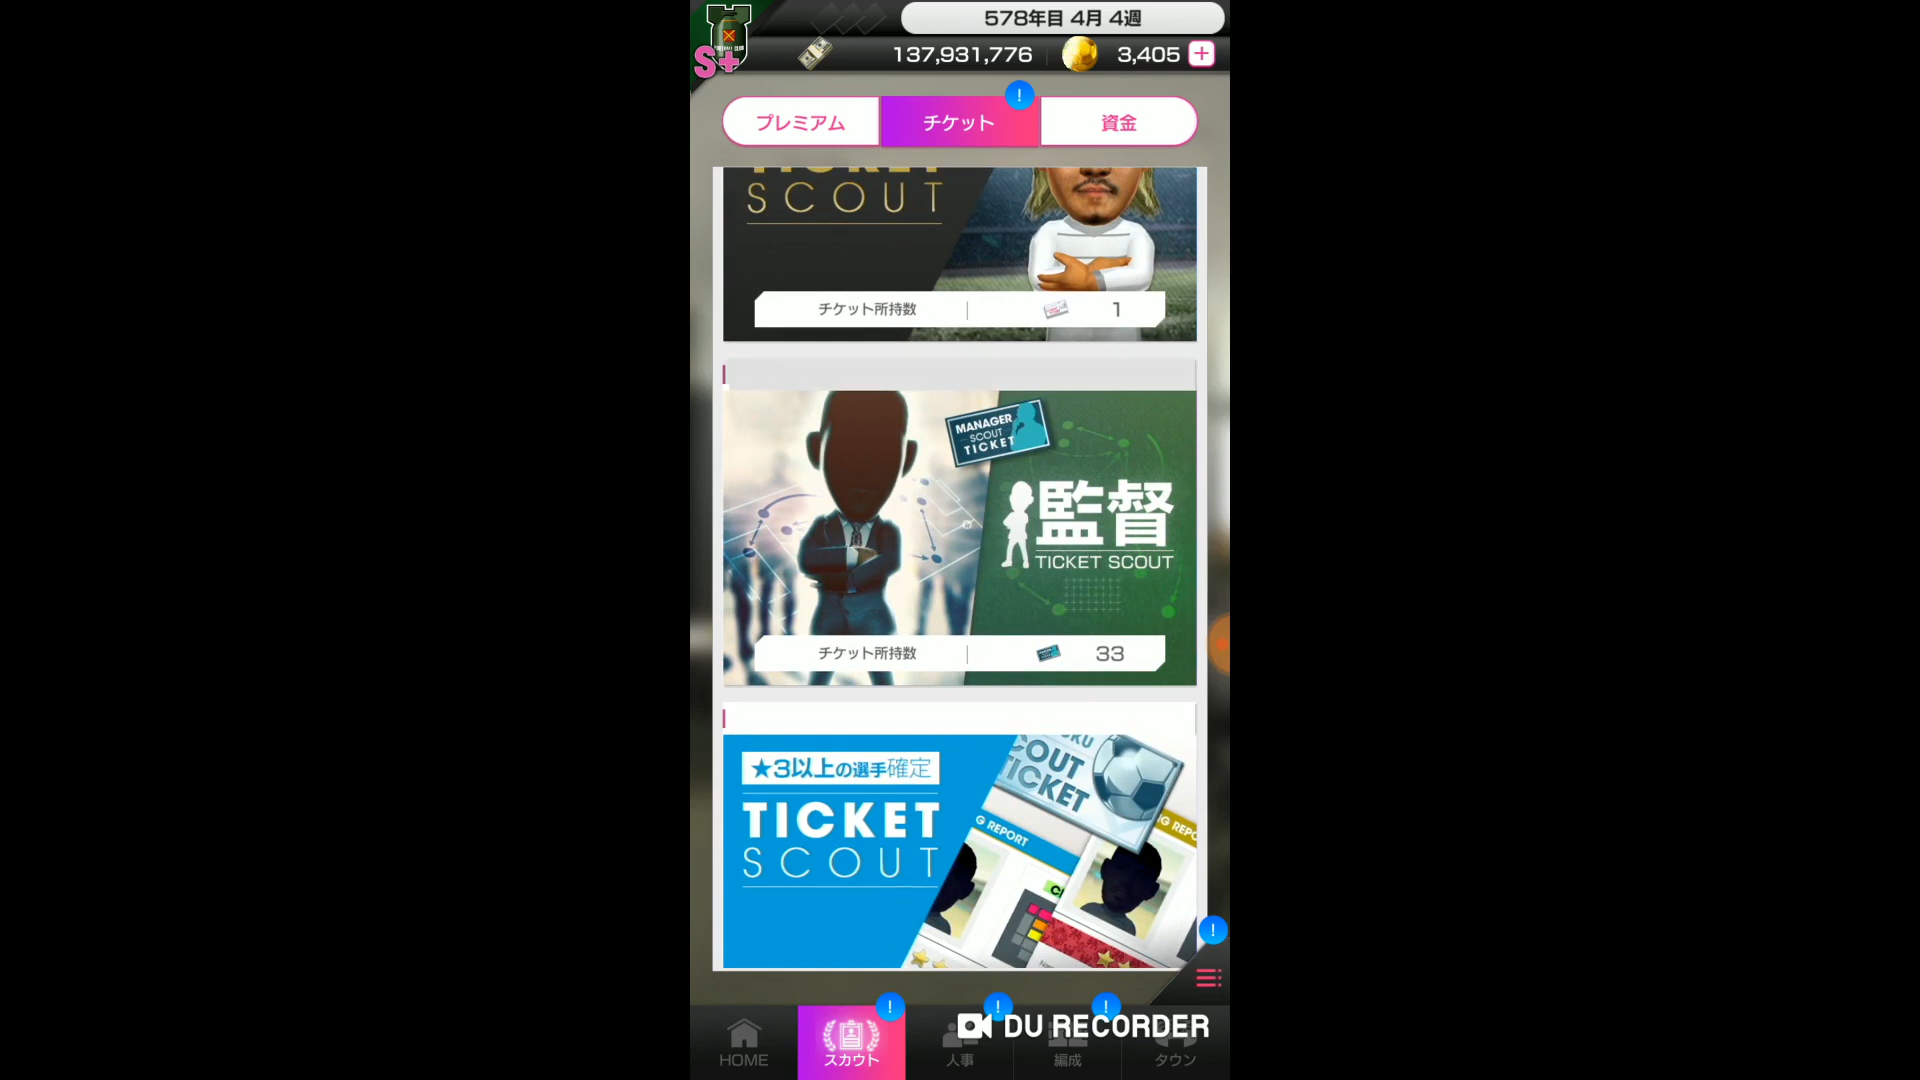 578年目 4月 4週
S+
137,931,776
3,405
プレミアム
チケット
資金
TICKET
SCOUT
チケット所持数
1
MANAGER
SCOUT
TICKET
監督
TICKET SCOUT
チケット所持数
33
★3以上の選手確定
TICKET
SCOUT
SCOUT
TICKET
G REPORT
DU RECORDER
HOME
スカウト
人事
編成
タウン